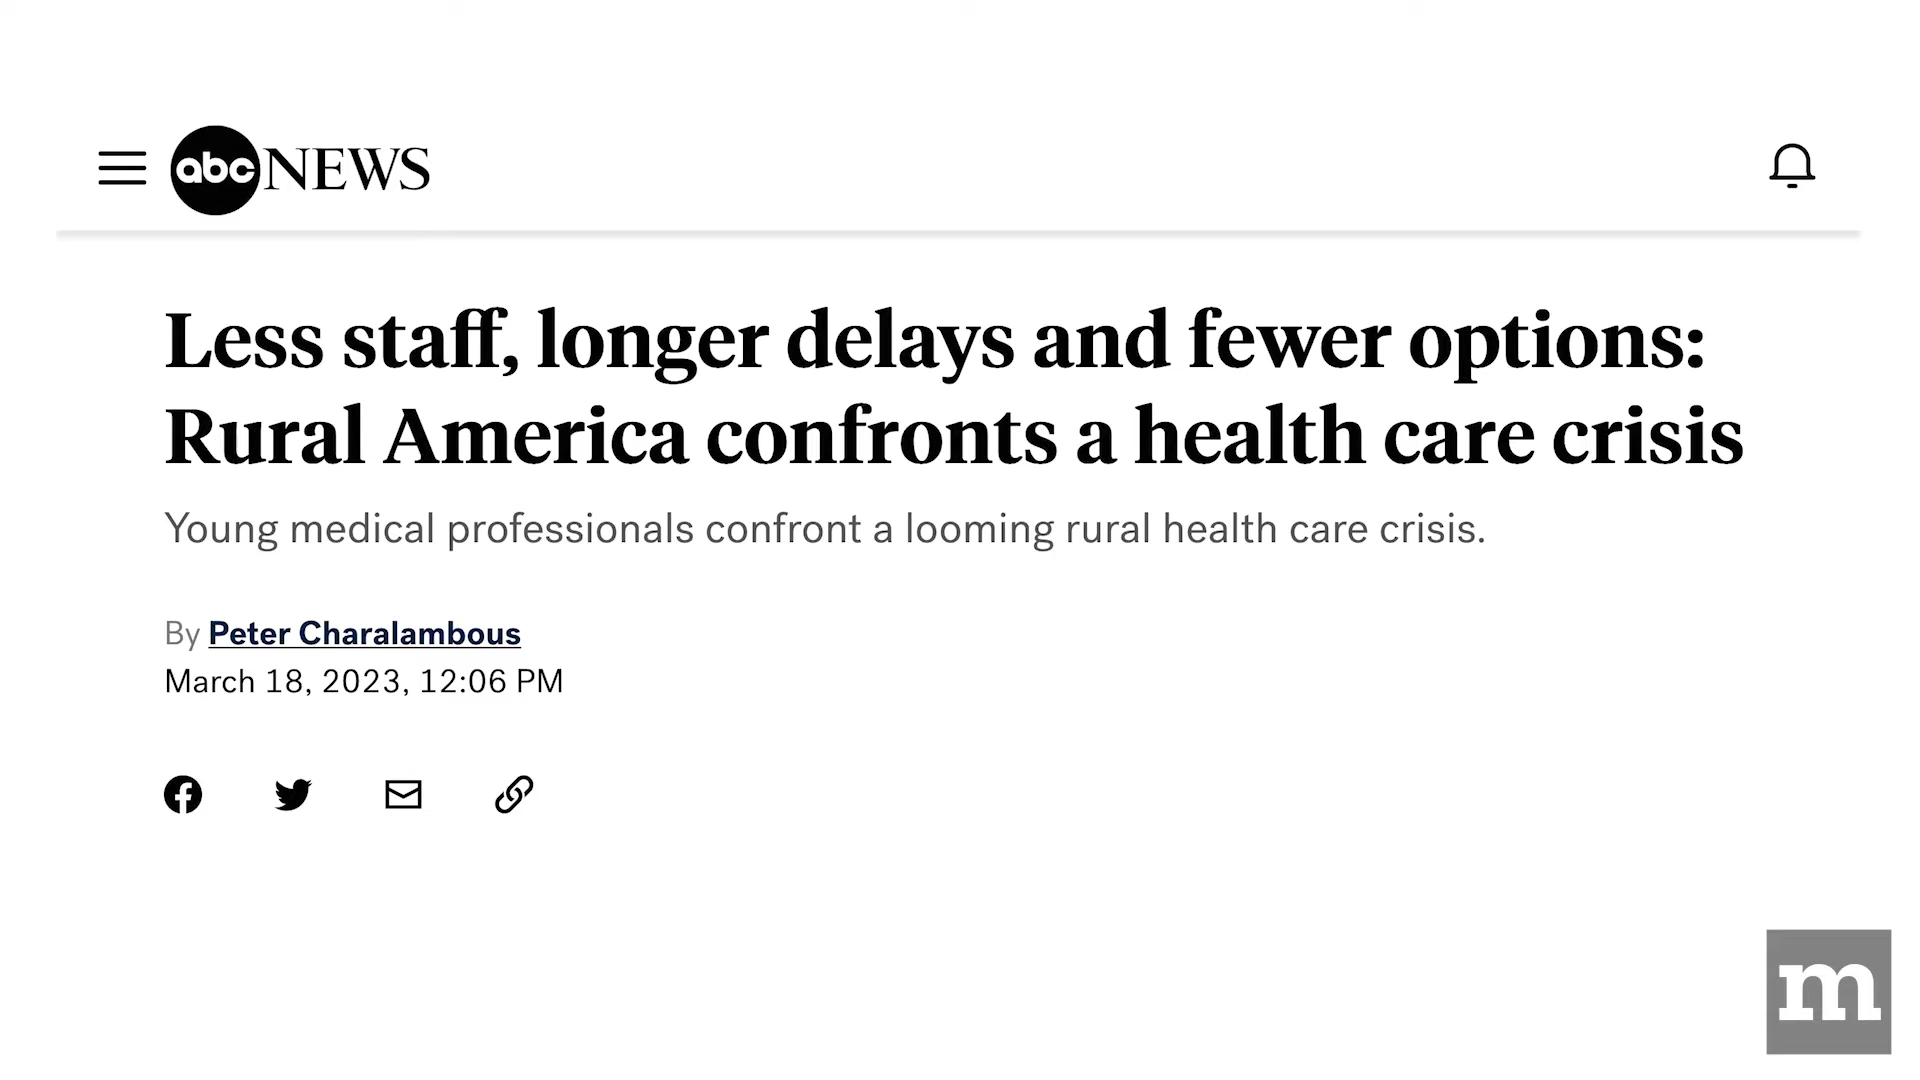 abc NEWS
Less staff, longer delays and fewer options:
Rural America confronts a health care crisis
Young medical professionals confront a looming rural health care crisis.
By Peter Charalambous
March 18, 2023, 12:06 PM
m